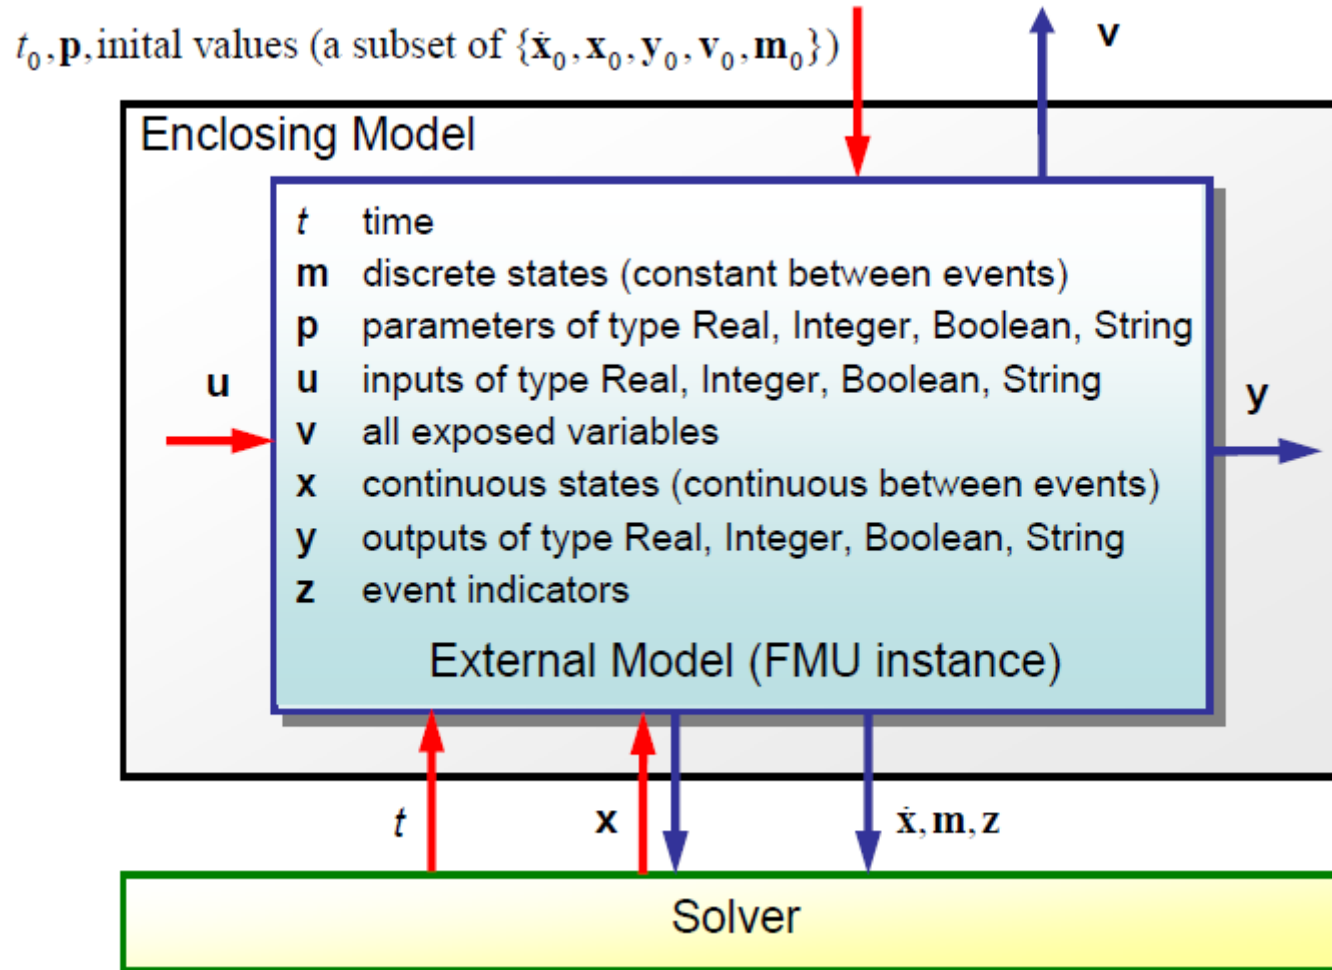 t₀, p, inital values (a subset of {ẋ₀, x₀, y₀, v₀, m₀})
v
Enclosing Model
t time
m discrete states (constant between events)
p parameters of type Real, Integer, Boolean, String
u inputs of type Real, Integer, Boolean, String
v all exposed variables
x continuous states (continuous between events)
y outputs of type Real, Integer, Boolean, String
z event indicators
External Model (FMU instance)
u
y
t
x
ẋ, m, z
Solver